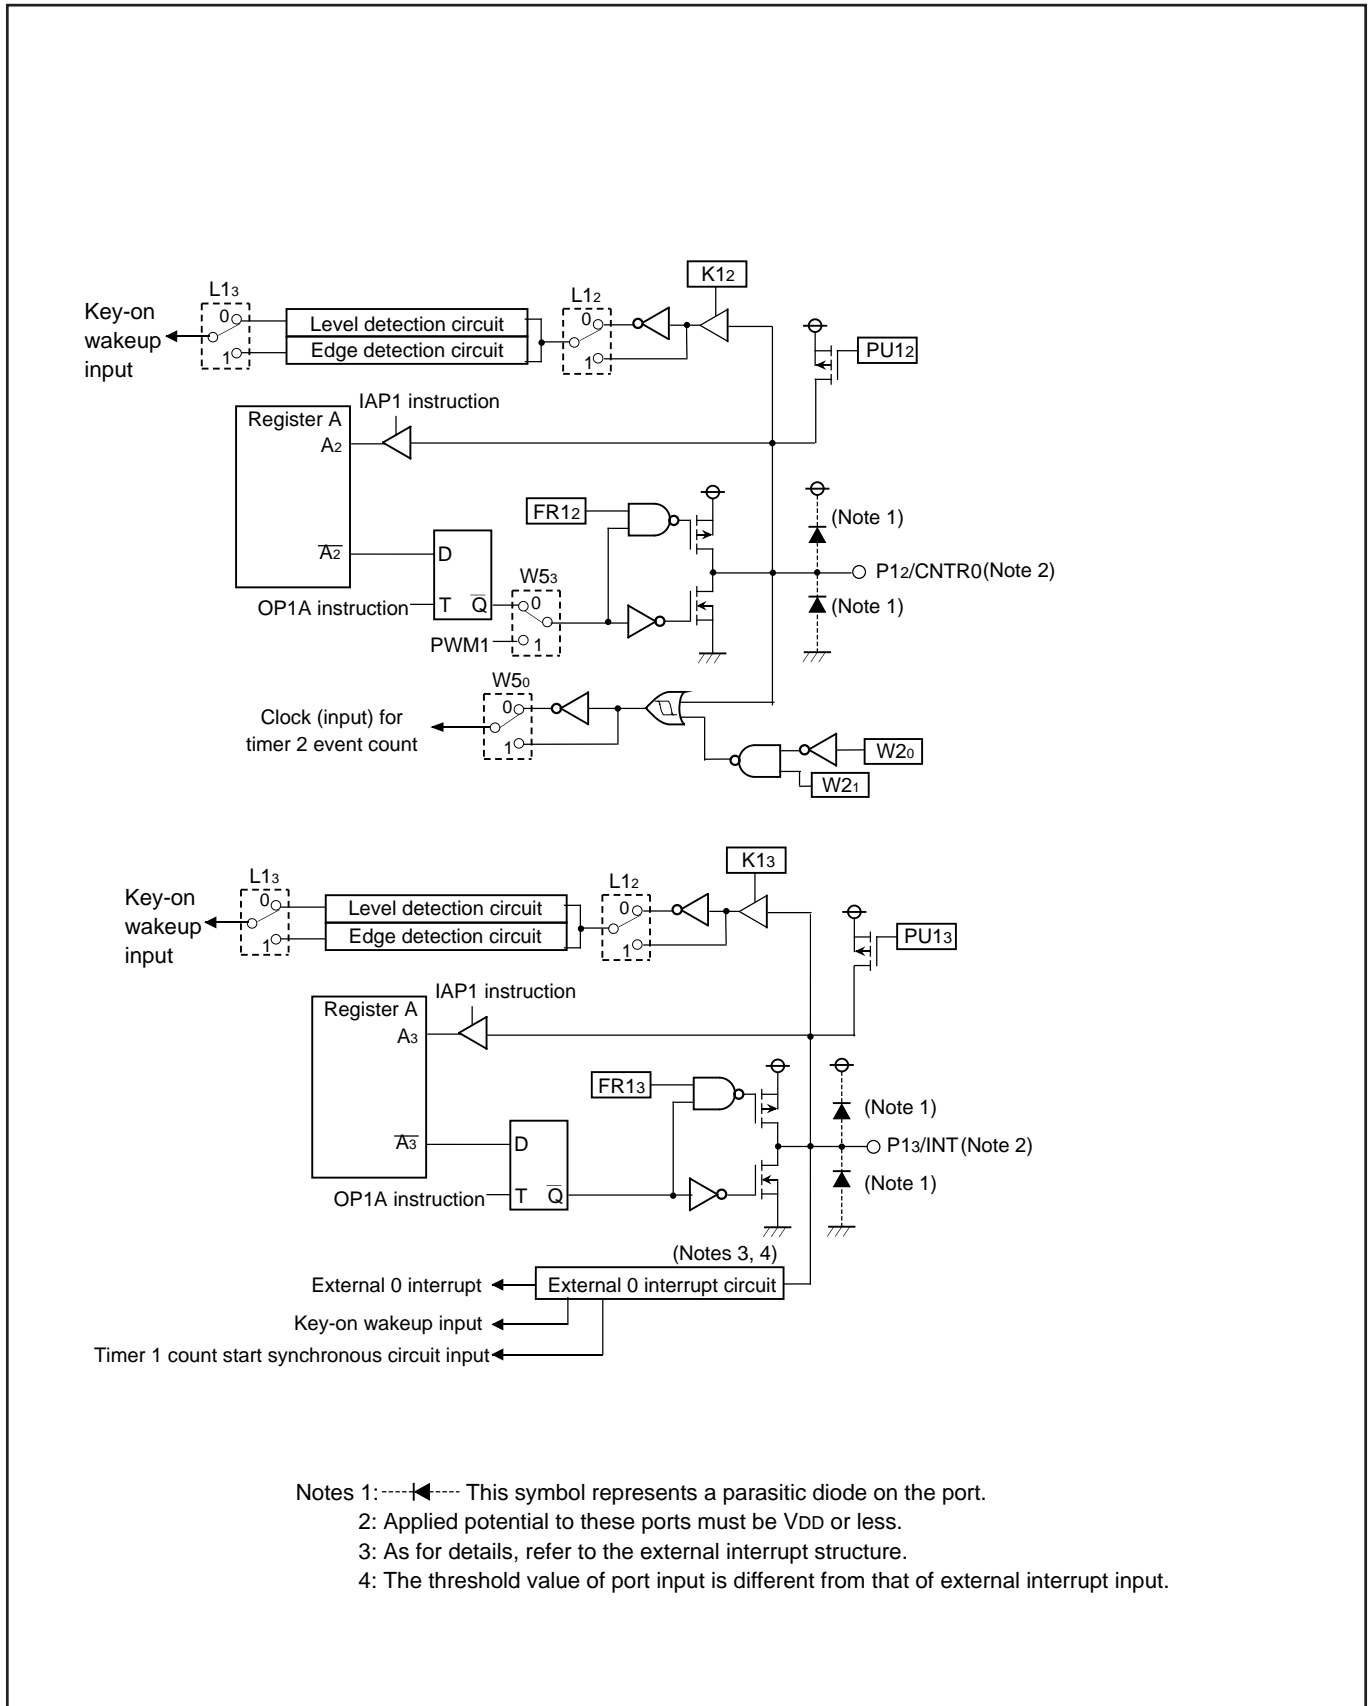 K12
L13
L12
Key-on
wakeup
input
0
1
Level detection circuit
Edge detection circuit
0
1
PU12
IAP1 instruction
Register A
A2
FR12
(Note 1)
A2
D
W53
P12/CNTR0(Note 2)
OP1A instruction
T Q
0
1
PWM1
(Note 1)
W50
Clock (input) for
timer 2 event count
0
1
W20
W21
K13
L13
L12
Key-on
wakeup
input
0
1
Level detection circuit
Edge detection circuit
0
1
PU13
IAP1 instruction
Register A
A3
FR13
(Note 1)
A3
D
P13/INT(Note 2)
OP1A instruction
T Q
(Note 1)
(Notes 3, 4)
External 0 interrupt
External 0 interrupt circuit
Key-on wakeup input
Timer 1 count start synchronous circuit input
Notes 1: This symbol represents a parasitic diode on the port.
2: Applied potential to these ports must be VDD or less.
3: As for details, refer to the external interrupt structure.
4: The threshold value of port input is different from that of external interrupt input.